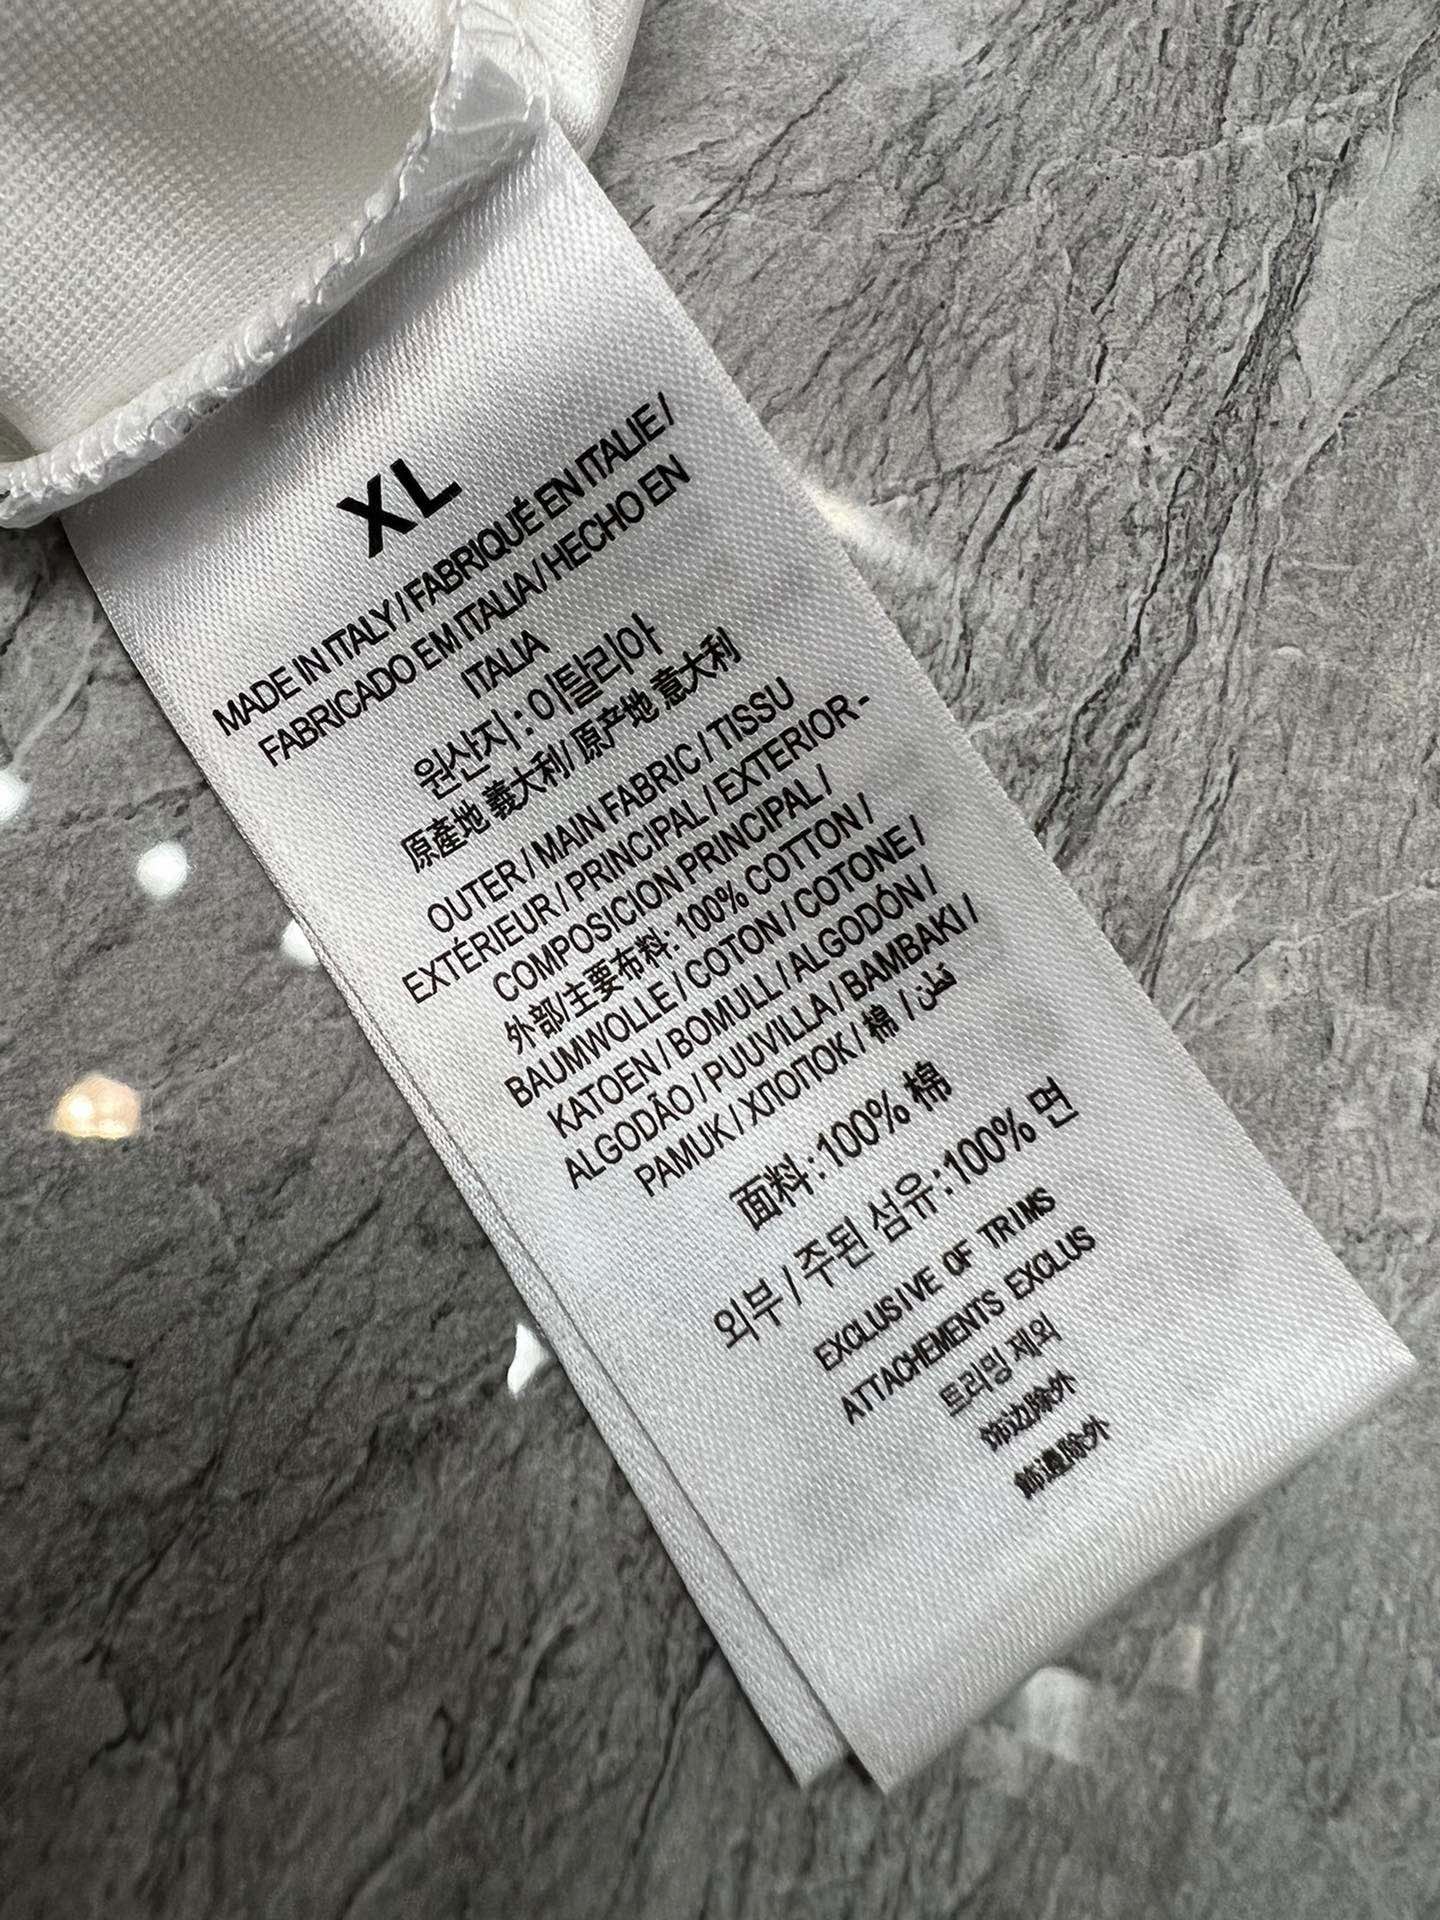 XL
MADE IN ITALY / FABRIQUÉ EN ITALIE /
FABRICADO EM ITALIA / HECHO EN
ITALIA
원산지 : 이탈리아
原產地 義大利 / 原产地 意大利
OUTER / MAIN FABRIC / TISSU
EXTÉRIEUR / PRINCIPAL / EXTERIOR -
COMPOSICION PRINCIPAL /
外部/主要布料: 100% COTTON /
BAUMWOLLE / COTON / COTONE /
KATOEN / BOMULL / ALGODÓN /
ALGODÃO / PUUVILLA / BAMBAKI /
PAMUK / ХЛОПОК / 棉 / قطن
面料 : 100% 棉
외부 / 주된 섬유 : 100% 면
EXCLUSIVE OF TRIMS
ATTACHEMENTS EXCLUS
트리밍 제외
饰边除外
飾邊除外